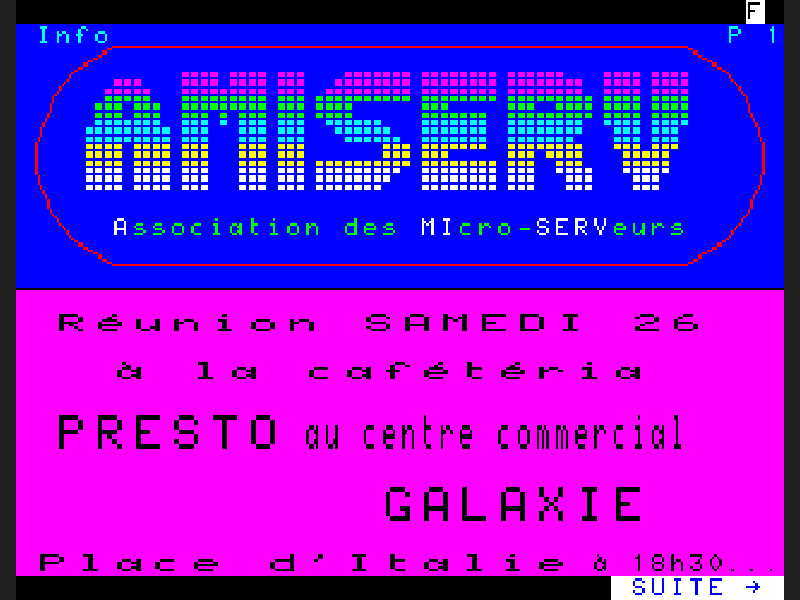 F
Info P 1
AMISERV
Association des MIcro-SERVeurs
Réunion SAMEDI 26
à la cafétéria
PRESTO au centre commercial
GALAXIE
Place d'Italie à 18h30...
SUITE →